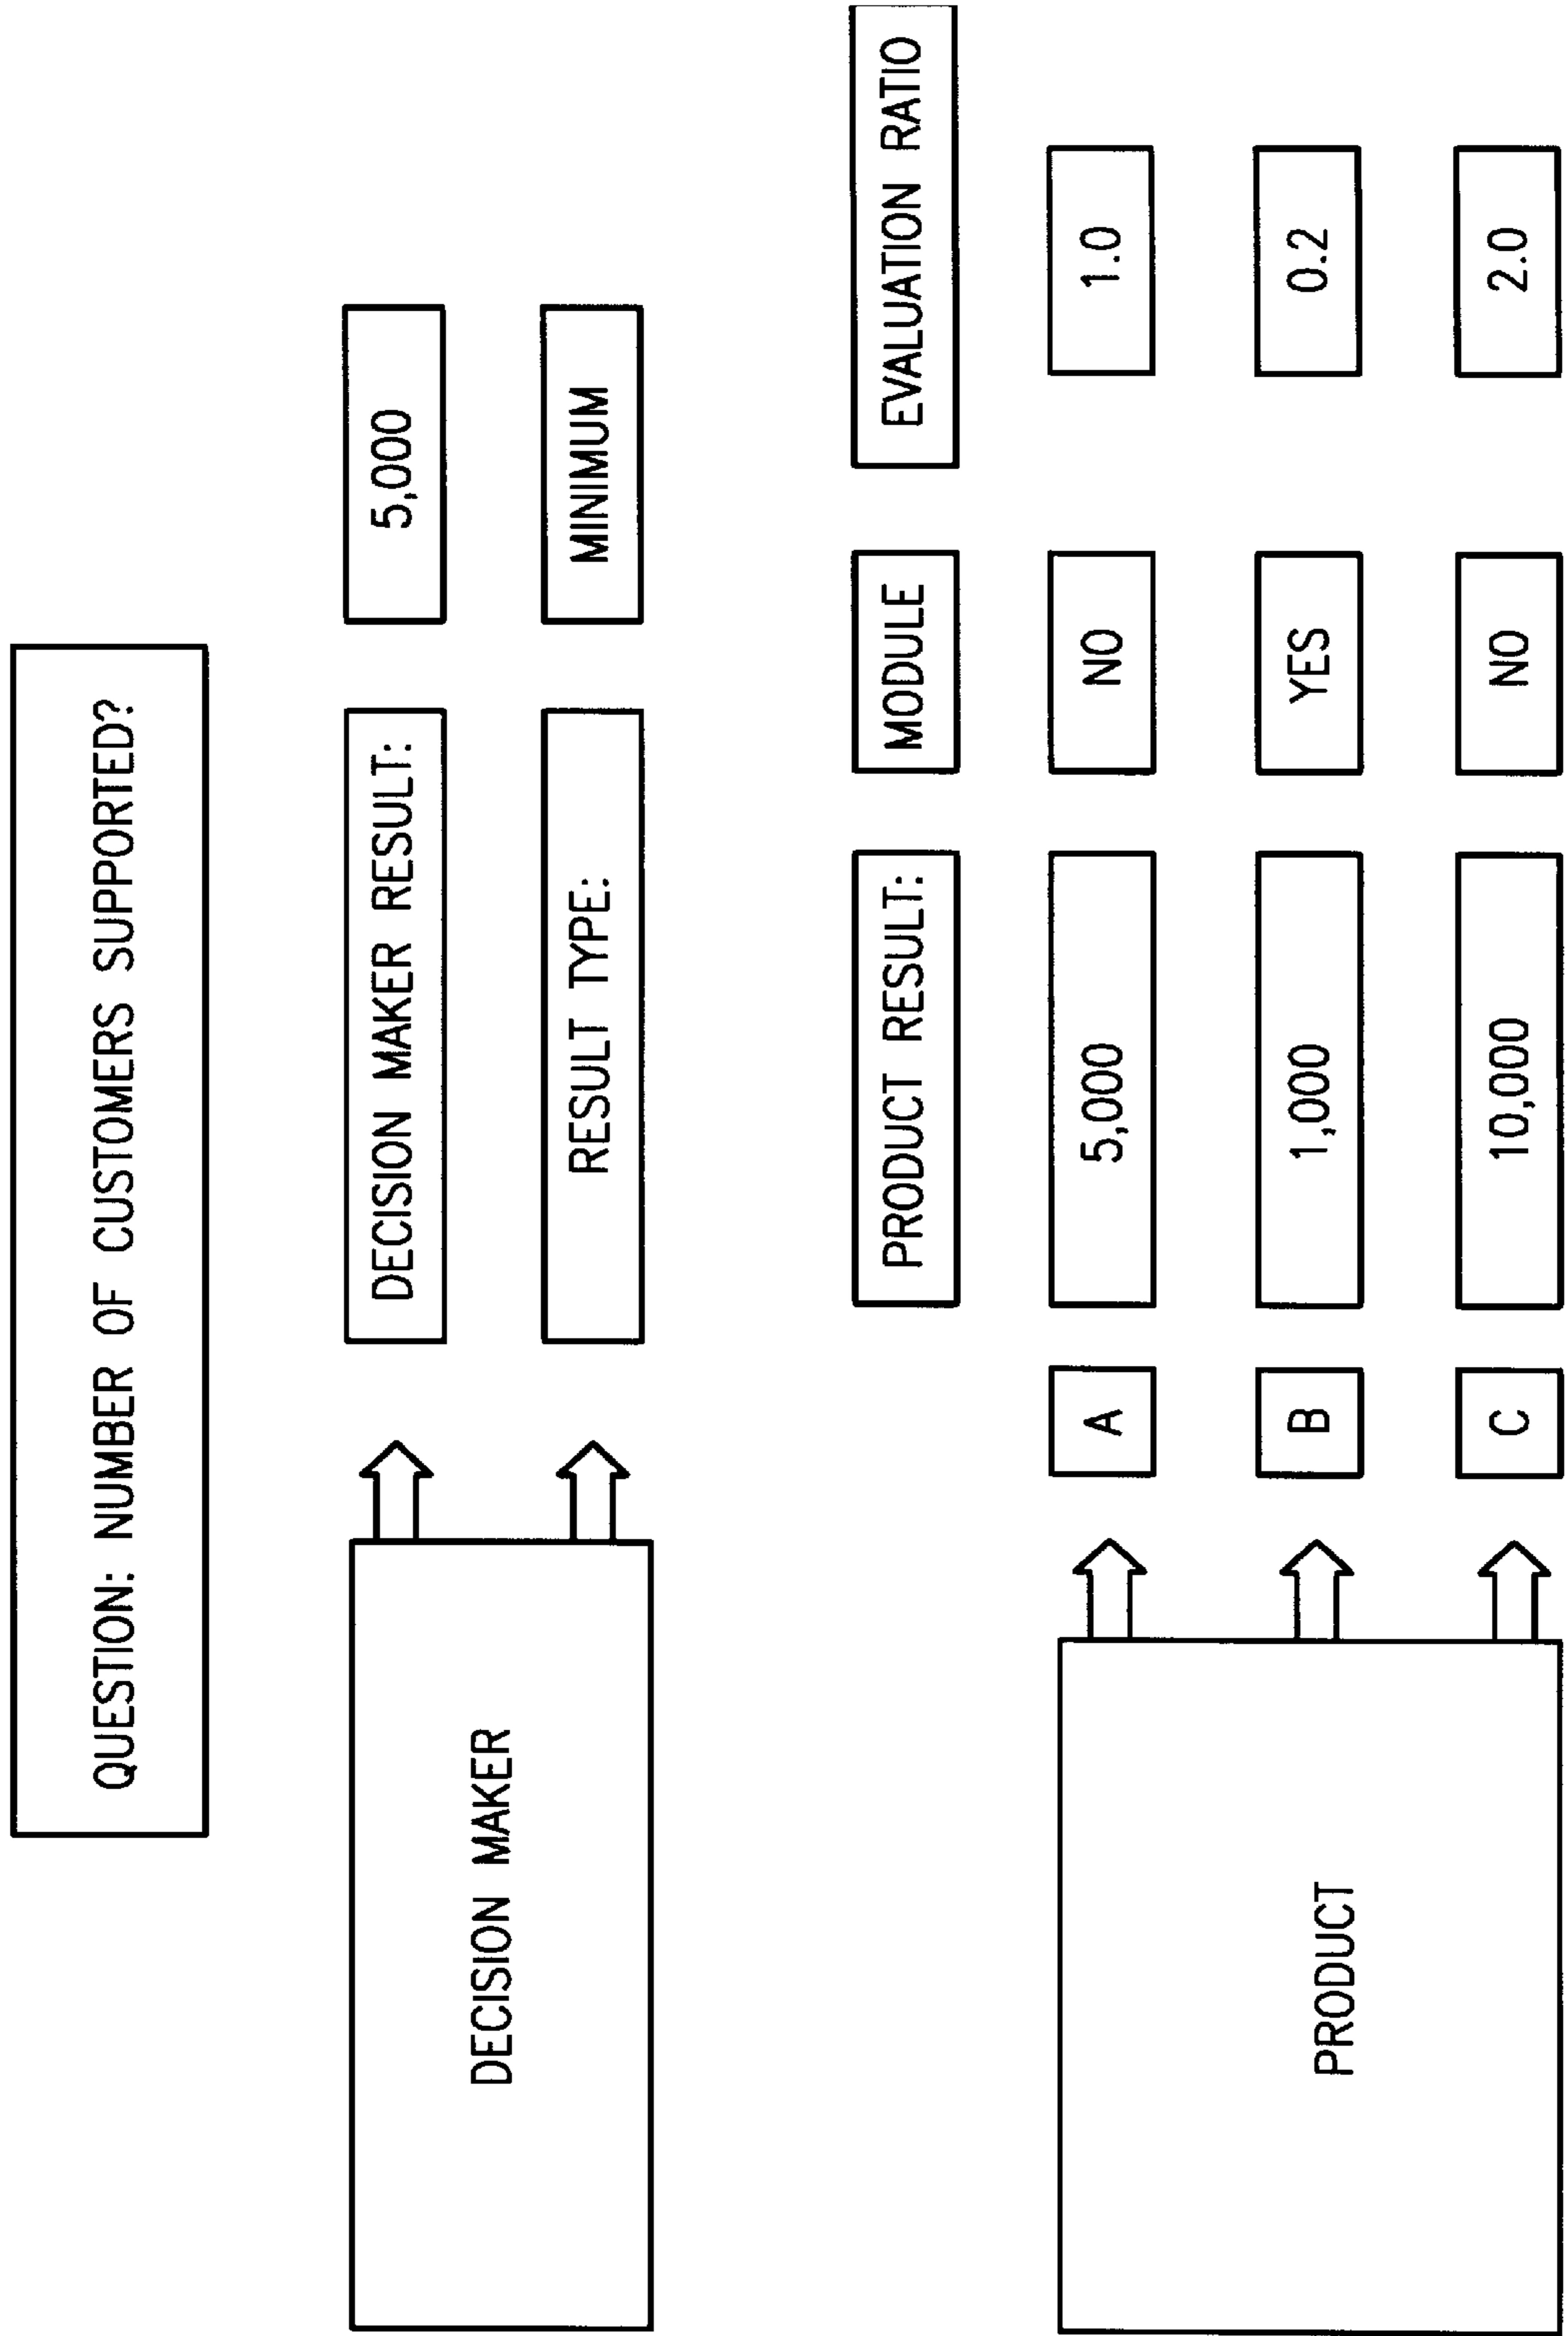 QUESTION: NUMBER OF CUSTOMERS SUPPORTED?
DECISION MAKER
DECISION MAKER RESULT:
5,000
RESULT TYPE:
MINIMUM
PRODUCT RESULT:
MODULE
EVALUATION RATIO
PRODUCT
A
5,000
NO
1.0
B
1,000
YES
0.2
C
10,000
NO
2.0